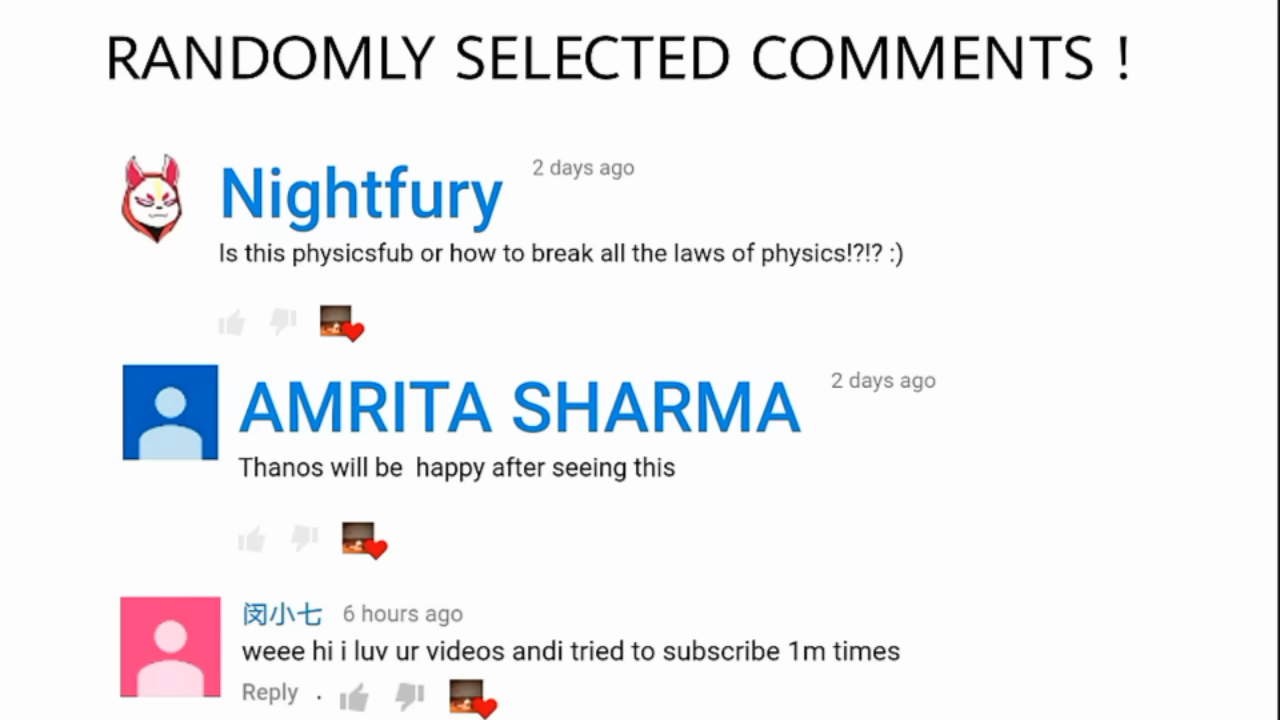 RANDOMLY SELECTED COMMENTS !
Nightfury 2 days ago
Is this physicsfub or how to break all the laws of physics!?!? :)
AMRITA SHARMA 2 days ago
Thanos will be  happy after seeing this
闵小七 6 hours ago
weee hi i luv ur videos andi tried to subscribe 1m times
Reply .